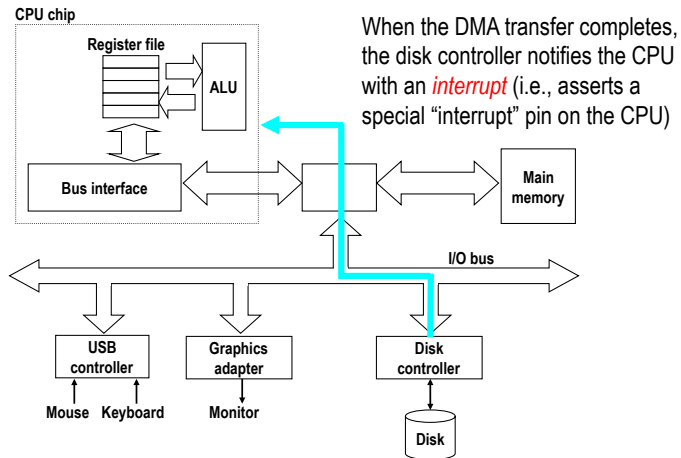 CPU chip
Register file
ALU
When the DMA transfer completes,
the disk controller notifies the CPU
with an interrupt (i.e., asserts a
special “interrupt” pin on the CPU)
Bus interface
Main
memory
I/O bus
USB
controller
Graphics
adapter
Disk
controller
Mouse
Keyboard
Monitor
Disk